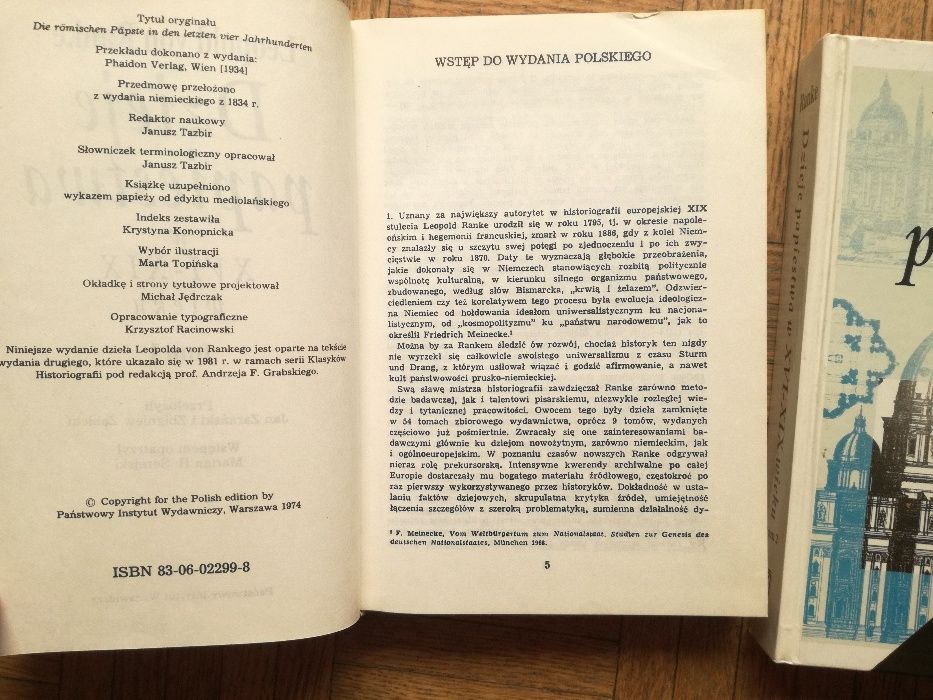 Tytuł oryginału
Die römischen Päpste in den letzten vier Jahrhunderten
Przekładu dokonano z wydania:
Phaidon Verlag, Wien [1934]
Przedmowę przełożono
z wydania niemieckiego z 1834 r.
Redaktor naukowy
Janusz Tazbir
Słowniczek terminologiczny opracował
Janusz Tazbir
Książkę uzupełniono
wykazem papieży od edyktu mediolańskiego
Indeks zestawiła
Krystyna Konopnicka
Wybór ilustracji
Marta Topińska
Okładkę i strony tytułowe projektował
Michał Jędrczak
Opracowanie typograficzne
Krzysztof Racinowski
Niniejsze wydanie dzieła Leopolda von Rankego jest oparte na tekście
wydania drugiego, które ukazało się w 1981 r. w ramach serii Klasyków
Historiografii pod redakcją prof. Andrzeja F. Grabskiego.
© Copyright for the Polish edition by
Państwowy Instytut Wydawniczy, Warszawa 1974
ISBN 83-06-02299-8
WSTĘP DO WYDANIA POLSKIEGO
1. Uznany za największy autorytet w historiografii europejskiej XIX
stulecia Leopold Ranke urodził się w roku 1795, tj. w okresie napole-
ońskim i hegemonii francuskiej, zmarł w roku 1886, gdy z kolei Niem-
cy znalazły się u szczytu swej potęgi po zjednoczeniu i po ich zwy-
cięstwie w roku 1870. Daty te wyznaczają głębokie przeobrażenia,
jakie dokonały się w Niemczech stanowiących rozbitą politycznie
wspólnotę kulturalną, w kierunku silnego organizmu państwowego,
zbudowanego, według słów Bismarcka, „krwią i żelazem”. Odzwier-
ciedleniem czy też korelatywem tego procesu była ewolucja ideologicz-
na Niemiec od hołdowania ideałom uniwersalistycznym ku nacjona-
listycznym, od „kosmopolityzmu” ku „państwu narodowemu”, jak to
określił Friedrich Meinecke.¹
Można by za Rankem śledzić ów rozwój, chociaż historyk ten nigdy
nie wyrzekł się całkowicie swoistego uniwersalizmu z czasu Sturm
und Drang, z którym usiłował wiązać i godzić afirmowanie, a nawet
kult państwowości prusko-niemieckiej.
Swą sławę mistrza historiografii zawdzięczał Ranke zarówno meto-
dzie badawczej, jak i talentowi pisarskiemu, niezwykle rozległej wie-
dzy i tytanicznej pracowitości. Owocem tego były dzieła zamknięte
w 54 tomach zbiorowego wydawnictwa, oprócz 9 tomów, wydanych
częściowo już pośmiertnie. Zwracały się one zainteresowaniami ba-
dawczymi głównie ku dziejom nowożytnym, zarówno niemieckim, jak
i ogólnoeuropejskim. W poznaniu czasów nowszych Ranke odgrywał
nieraz rolę prekursorską. Intensywne kwerendy archiwalne po całej
Europie dostarczały mu bogatego materiału źródłowego, częstokroć po
raz pierwszy wykorzystywanego przez historyków. Dokładność w usta-
laniu faktów dziejowych, skrupulatna krytyka źródeł, umiejętność
łączenia szczegółów z szeroką problematyką, sumienna działalność dy-
¹ F. Meinecke, Vom Weltbürgertum zum Nationalstaat. Studien zur Genesis des
deutschen Nationalstaates, München 1908.
5
Ranke
Dzieje papiestwa w XVI-XIX wieku
p